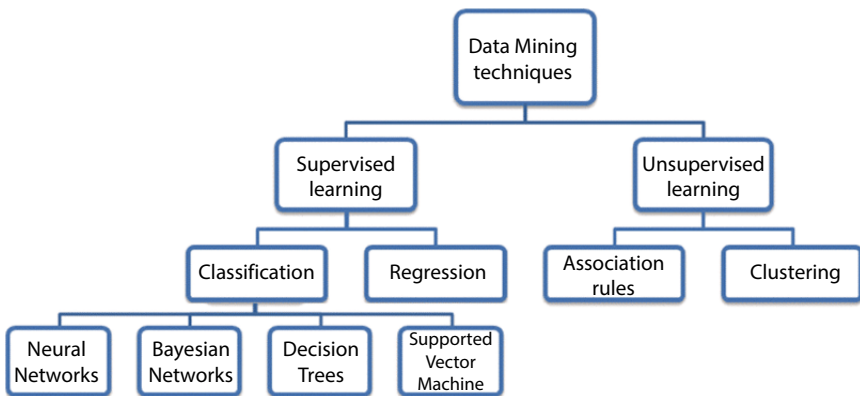 Data Mining
techniques
Supervised
learning
Unsupervised
learning
Classification
Regression
Association
rules
Clustering
Neural
Networks
Bayesian
Networks
Decision
Trees
Supported
Vector
Machine